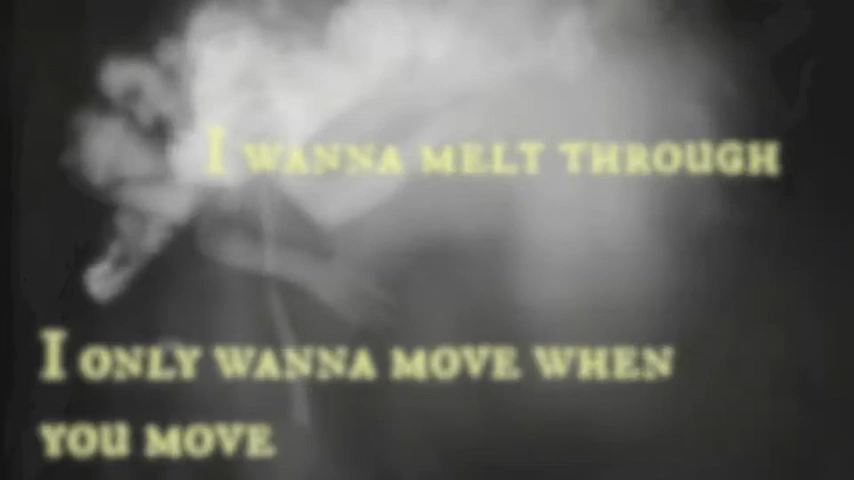 I WANNA MELT THROUGH
I ONLY WANNA MOVE WHEN
YOU MOVE